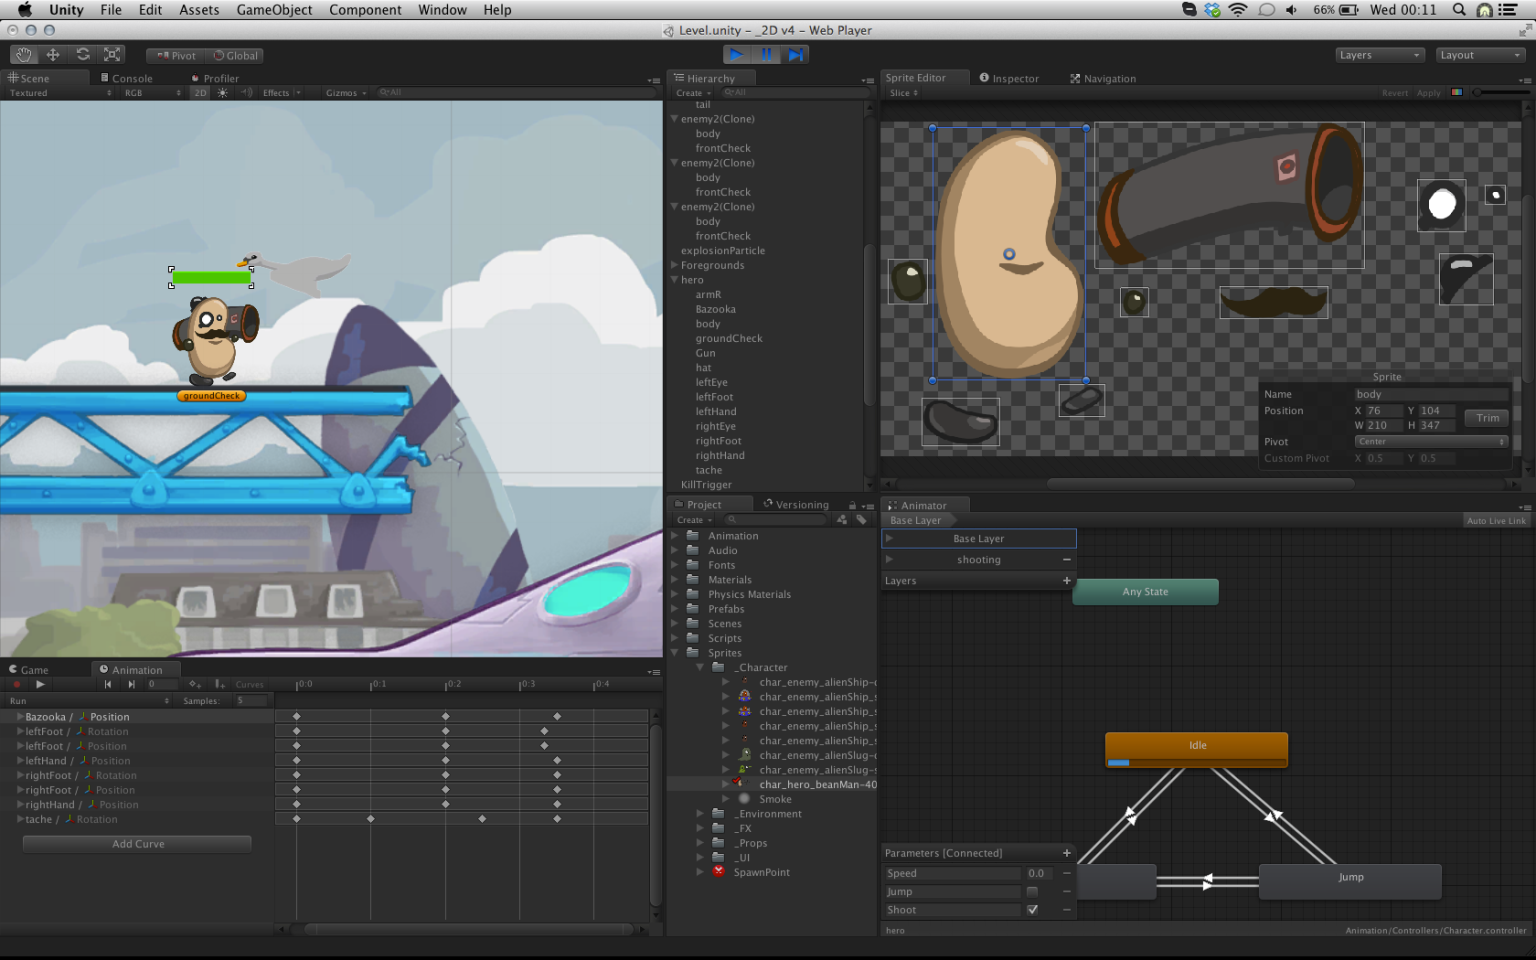 Unity File Edit Assets GameObject Component Window Help
66% Wed 00:11
Level.unity - _2D v4 - Web Player
Pivot Global
Layers Layout
Scene Console Profiler
Textured RGB 2D Effects Gizmos All
groundCheck
Hierarchy
Create All
tail
enemy2(Clone)
body
frontCheck
enemy2(Clone)
body
frontCheck
enemy2(Clone)
body
frontCheck
explosionParticle
Foregrounds
hero
armR
Bazooka
body
groundCheck
Gun
hat
leftEye
leftFoot
leftHand
rightEye
rightFoot
rightHand
tache
KillTrigger
Sprite Editor Inspector Navigation
Slice Revert Apply
Sprite
Name body
Position X 76 Y 104
W 210 H 347
Trim
Pivot Center
Custom Pivot X 0.5 Y 0.5
Game Animation
0 Curves
Run Samples: 5
0:0 0:1 0:2 0:3 0:4
Bazooka / Position
leftFoot / Rotation
leftFoot / Position
leftHand / Position
rightFoot / Rotation
rightFoot / Position
rightHand / Position
tache / Rotation
Add Curve
Project Versioning
Create
Animation
Audio
Fonts
Materials
Physics Materials
Prefabs
Scenes
Scripts
Sprites
_Character
char_enemy_alienShip-
char_enemy_alienShip_
char_enemy_alienShip_
char_enemy_alienShip_
char_enemy_alienShip_
char_enemy_alienSlug-
char_enemy_alienSlug-
char_hero_beanMan-40
Smoke
_Environment
_FX
_Props
_UI
SpawnPoint
Animator
Base Layer Auto Live Link
Base Layer
shooting
Layers
Any State
Idle
Jump
Parameters [Connected]
Speed 0.0
Jump
Shoot
hero Animation/Controllers/Character.controller